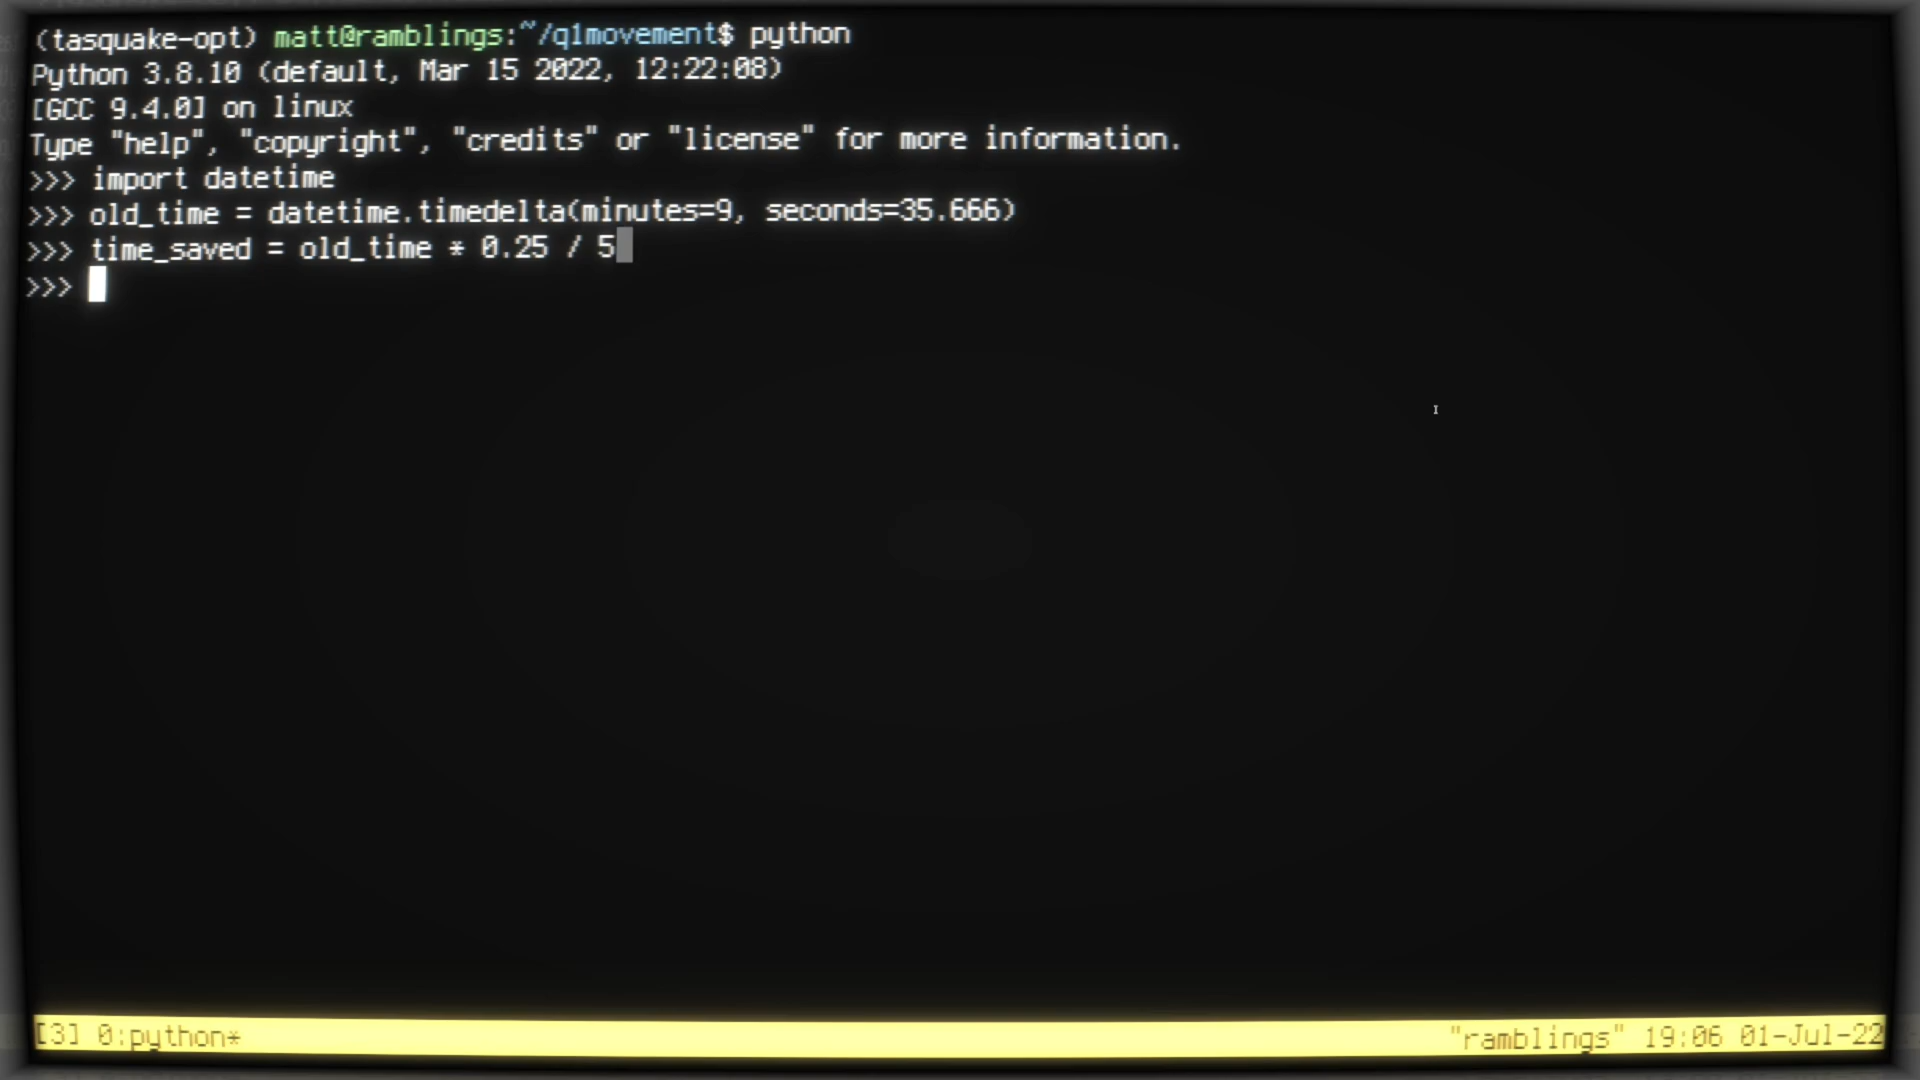 (tasquake-opt) matt@ramblings:~/q1movement$ python
Python 3.8.10 (default, Mar 15 2022, 12:22:08)
[GCC 9.4.0] on linux
Type "help", "copyright", "credits" or "license" for more information.
>>> import datetime
>>> old_time = datetime.timedelta(minutes=9, seconds=35.666)
>>> time_saved = old_time * 0.25 / 5
>>>
[3] 0:python* "ramblings" 19:06 01-Jul-22